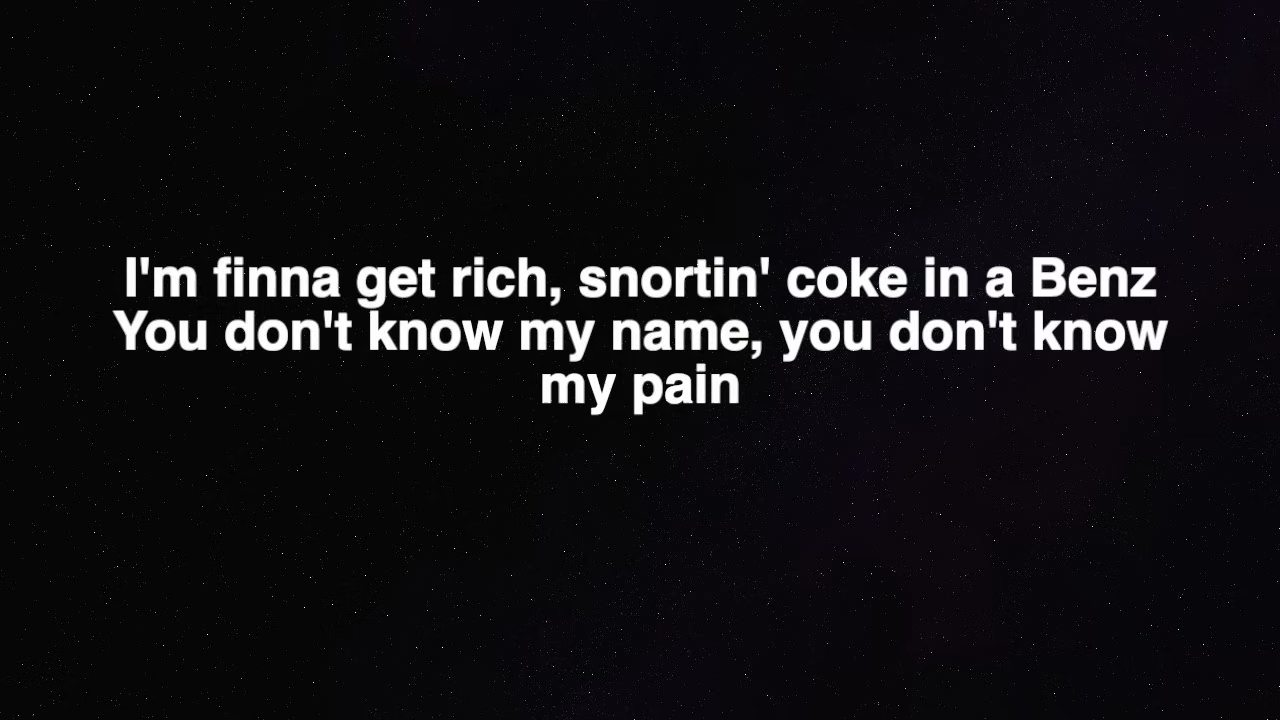 I'm finna get rich, snortin' coke in a Benz
You don't know my name, you don't know
my pain